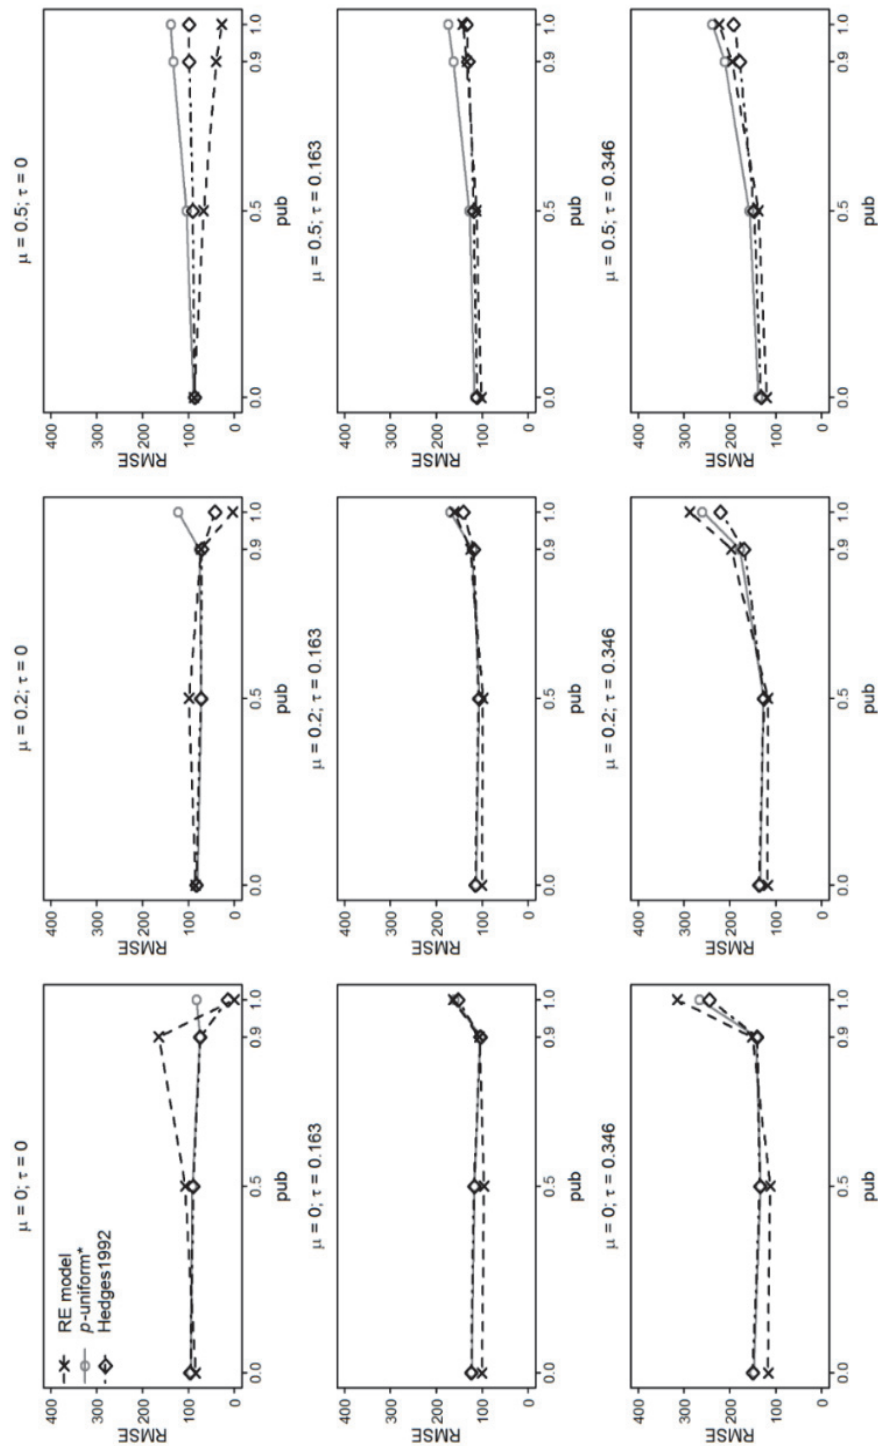 μ = 0; τ = 0
RE model
p-uniform*
Hedges1992
RMSE
400
300
200
100
0
0.0 0.5 0.9 1.0
pub
μ = 0.2; τ = 0
RMSE
400
300
200
100
0
0.0 0.5 0.9 1.0
pub
μ = 0.5; τ = 0
RMSE
400
300
200
100
0
0.0 0.5 0.9 1.0
pub
μ = 0; τ = 0.163
RMSE
400
300
200
100
0
0.0 0.5 0.9 1.0
pub
μ = 0.2; τ = 0.163
RMSE
400
300
200
100
0
0.0 0.5 0.9 1.0
pub
μ = 0.5; τ = 0.163
RMSE
400
300
200
100
0
0.0 0.5 0.9 1.0
pub
μ = 0; τ = 0.346
RMSE
400
300
200
100
0
0.0 0.5 0.9 1.0
pub
μ = 0.2; τ = 0.346
RMSE
400
300
200
100
0
0.0 0.5 0.9 1.0
pub
μ = 0.5; τ = 0.346
RMSE
400
300
200
100
0
0.0 0.5 0.9 1.0
pub